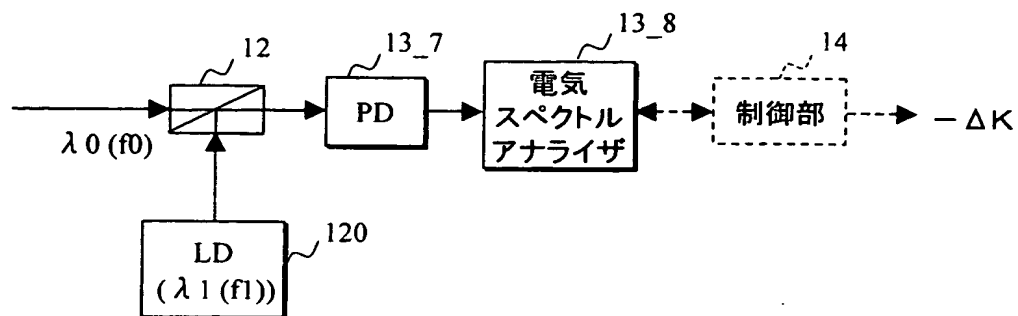 12
13_7
13_8
14
PD
電気
スペクトル
アナライザ
制御部
－ΔK
λ0 (f0)
120
LD
(λ1 (f1))